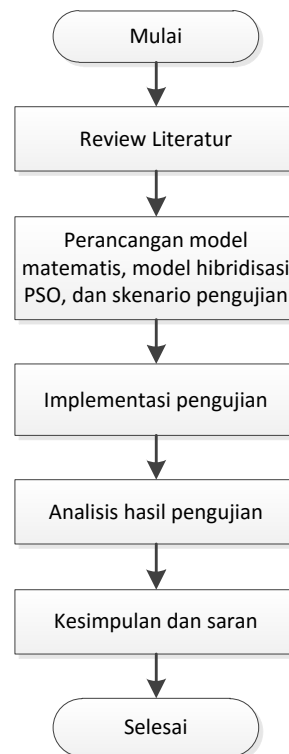 Mulai
Review Literatur
Perancangan model
matematis, model hibridisasi
PSO, dan skenario pengujian
Implementasi pengujian
Analisis hasil pengujian
Kesimpulan dan saran
Selesai